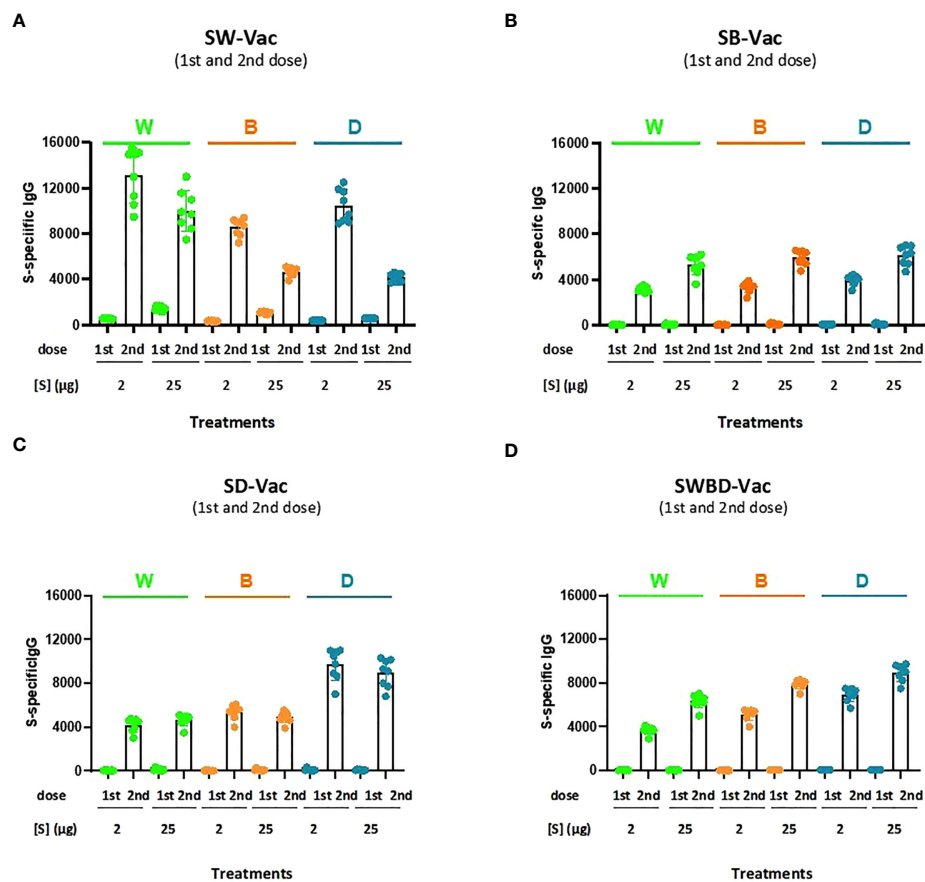 A
SW-Vac
(1st and 2nd dose)
W B D
S-speciific IgG
16000
12000
8000
4000
0
dose 1st 2nd 1st 2nd 1st 2nd 1st 2nd 1st 2nd 1st 2nd
[S] (µg) 2 25 2 25 2 25
Treatments
B
SB-Vac
(1st and 2nd dose)
W B D
S-specifc IgG
16000
12000
8000
4000
0
dose 1st 2nd 1st 2nd 1st 2nd 1st 2nd 1st 2nd 1st 2nd
[S] (µg) 2 25 2 25 2 25
Treatments
C
SD-Vac
(1st and 2nd dose)
W B D
S-specificIgG
16000
12000
8000
4000
0
dose 1st 2nd 1st 2nd 1st 2nd 1st 2nd 1st 2nd 1st 2nd
[S] (µg) 2 25 2 25 2 25
Treatments
D
SWBD-Vac
(1st and 2nd dose)
W B D
S-specific IgG
16000
12000
8000
4000
0
dose 1st 2nd 1st 2nd 1st 2nd 1st 2nd 1st 2nd 1st 2nd
[S] (µg) 2 25 2 25 2 25
Treatments